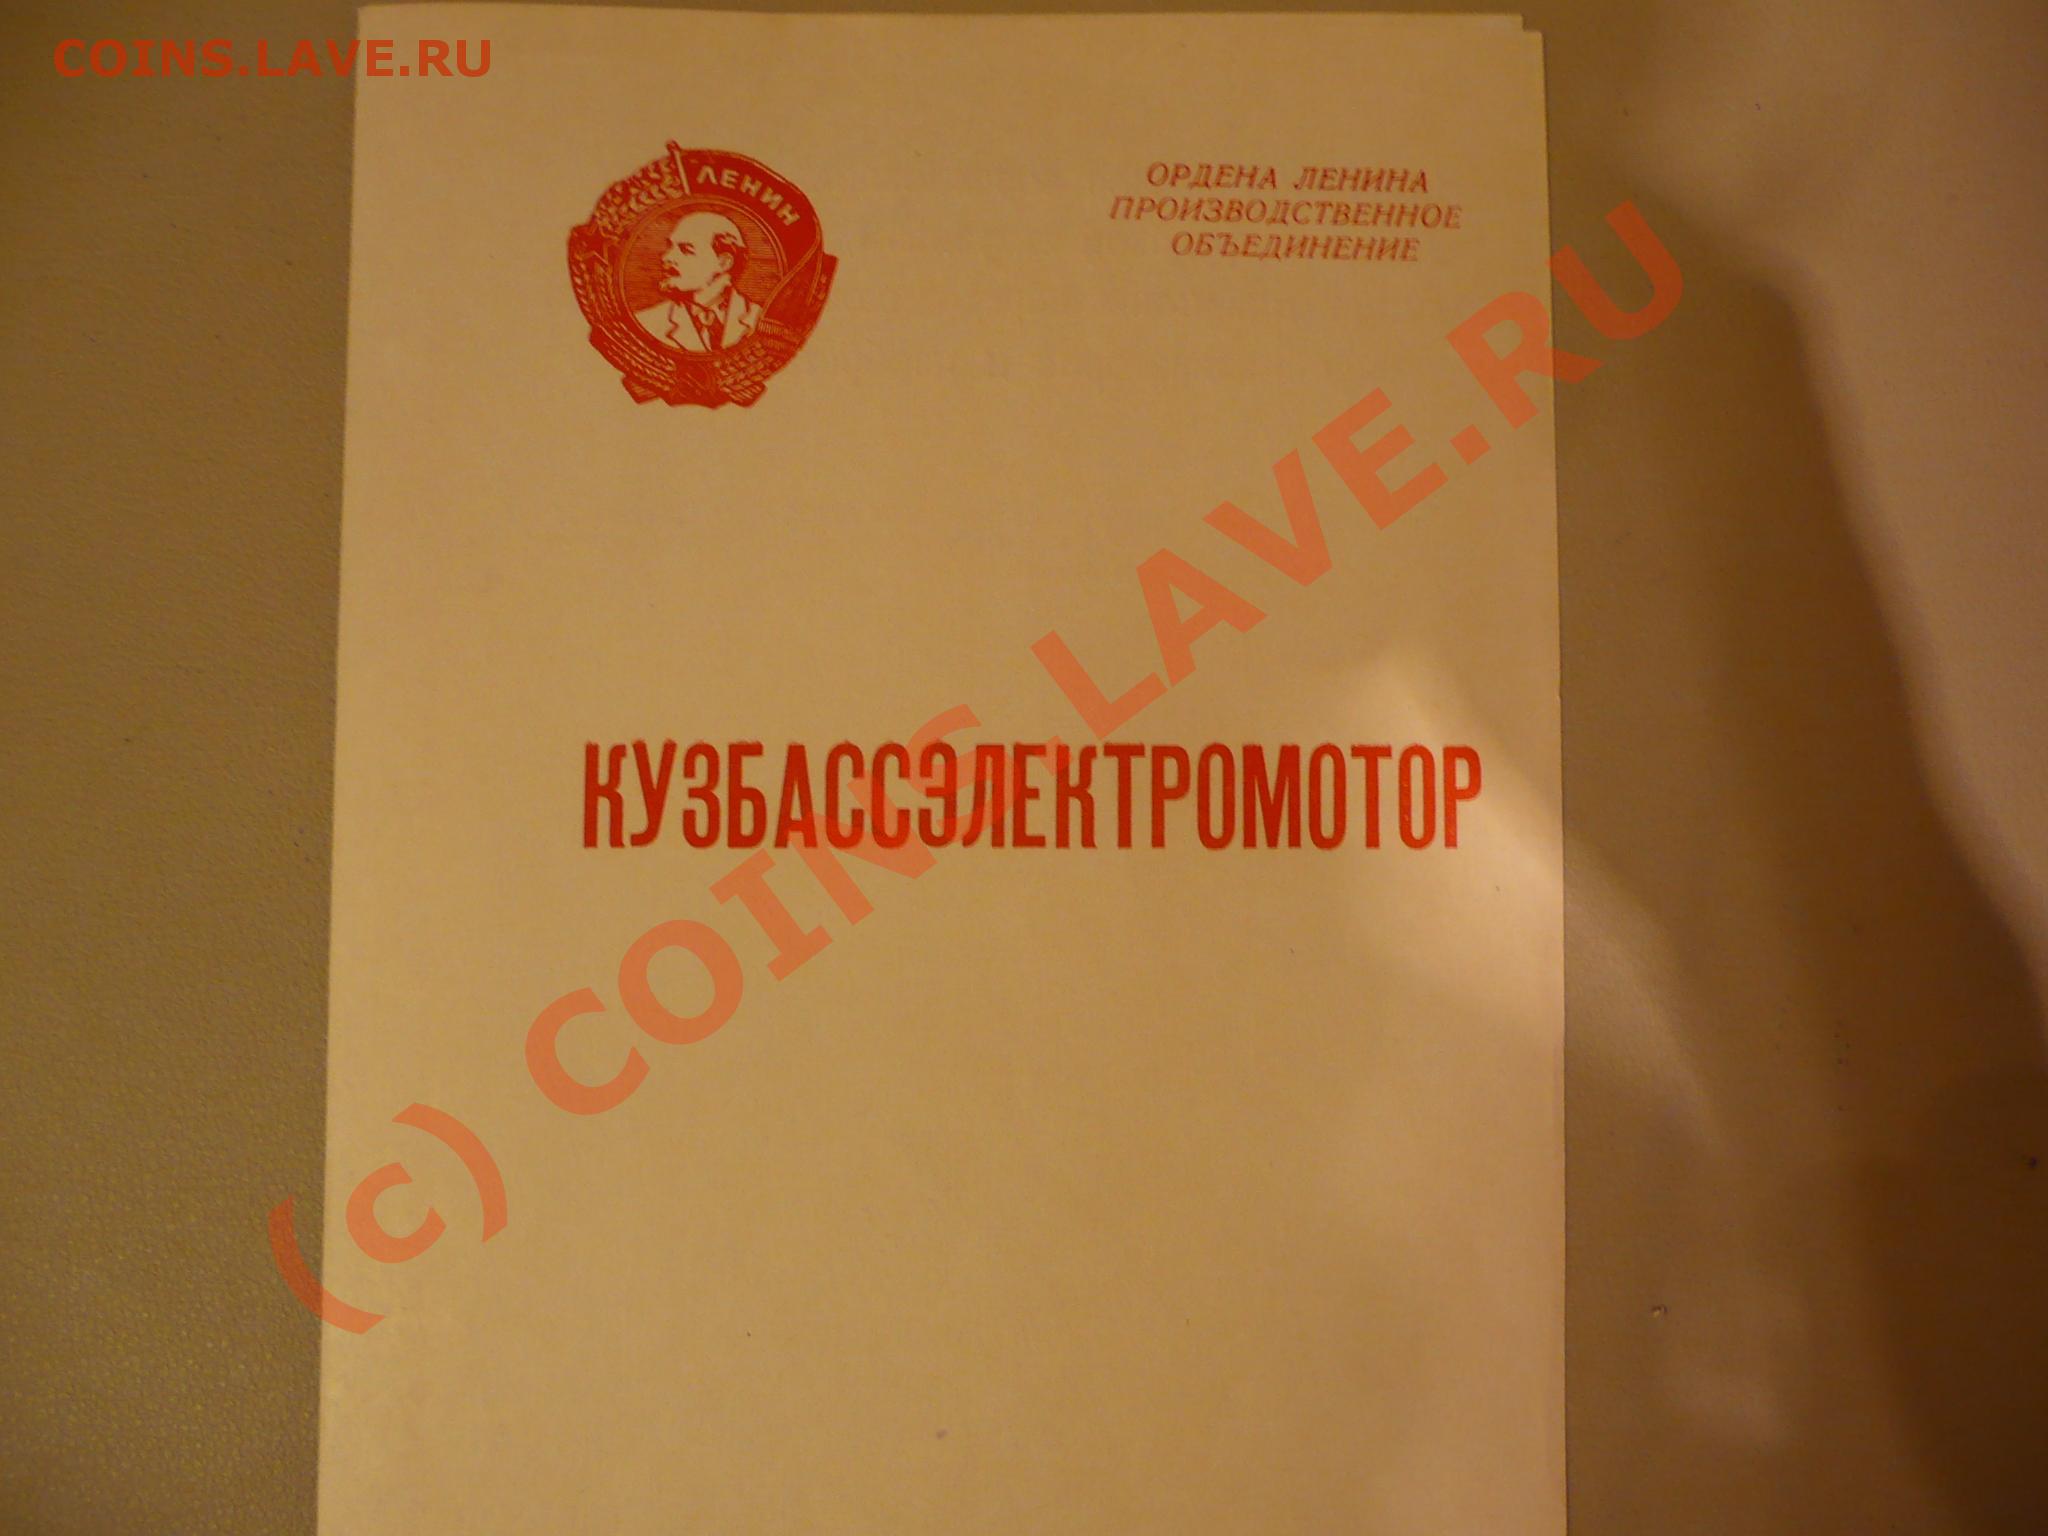 COINS.LAVE.RU
ЛЕНИН
ОРДЕНА ЛЕНИНА
ПРОИЗВОДСТВЕННОЕ
ОБЪЕДИНЕНИЕ
КУЗБАССЭЛЕКТРОМОТОР
(c) COINS.LAVE.RU